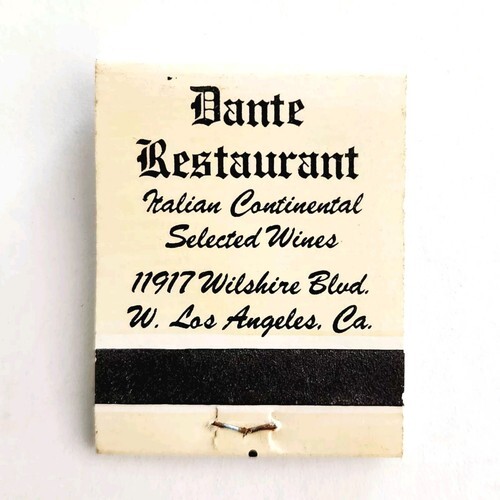 Dante
Restaurant
Italian Continental
Selected Wines
11917 Wilshire Blvd.
W. Los Angeles. Ca.